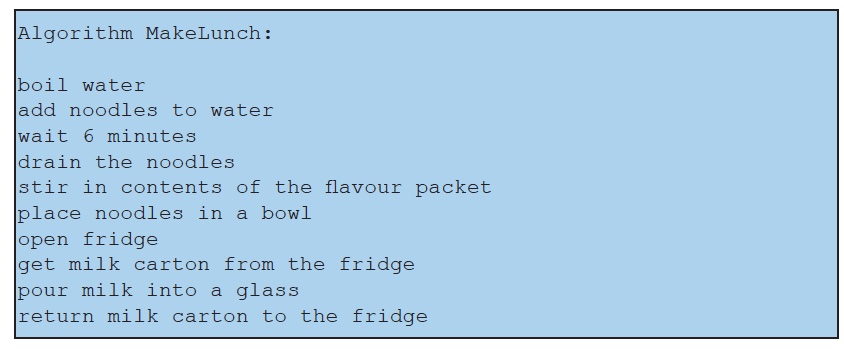 Algorithm MakeLunch:
boil water
add noodles to water
wait 6 minutes
drain the noodles
stir in contents of the flavour packet
place noodles in a bowl
open fridge
get milk carton from the fridge
pour milk into a glass
return milk carton to the fridge